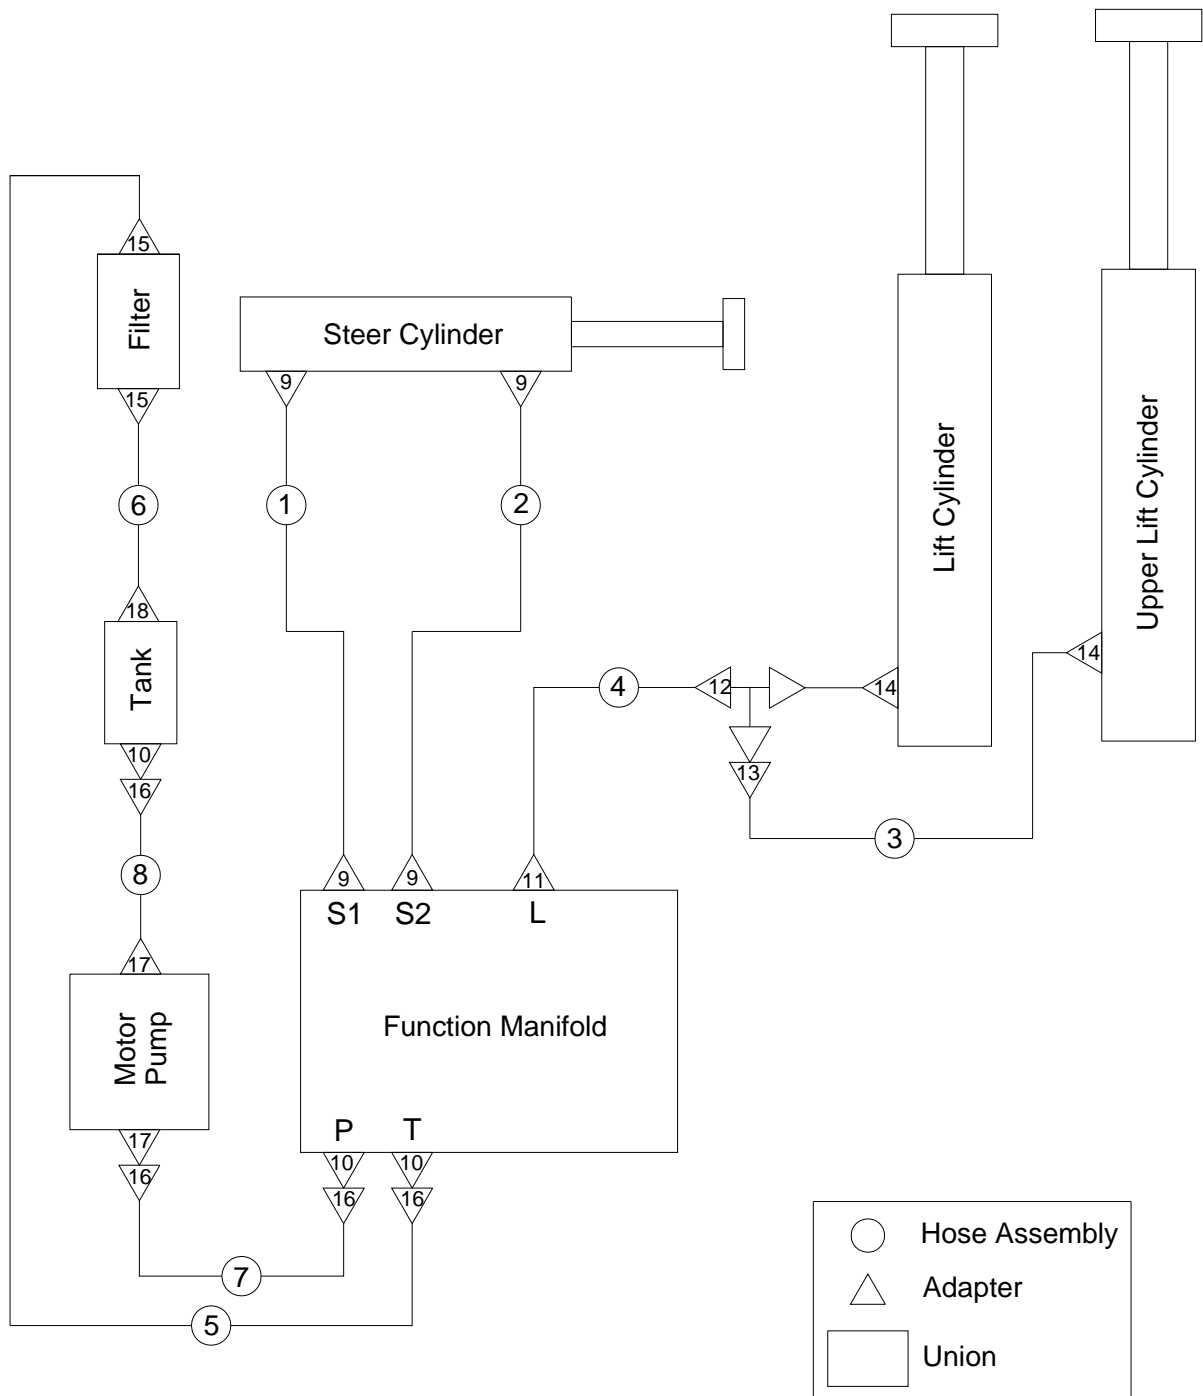 15
Filter
15
6
18
Tank
10
16
8
17
Motor
Pump
17
16
7
5
Steer Cylinder
9
9
1
2
9
9
11
S1
S2
L
Function Manifold
P
T
10
10
16
16
4
12
14
13
3
14
Lift Cylinder
Upper Lift Cylinder
Hose Assembly
Adapter
Union